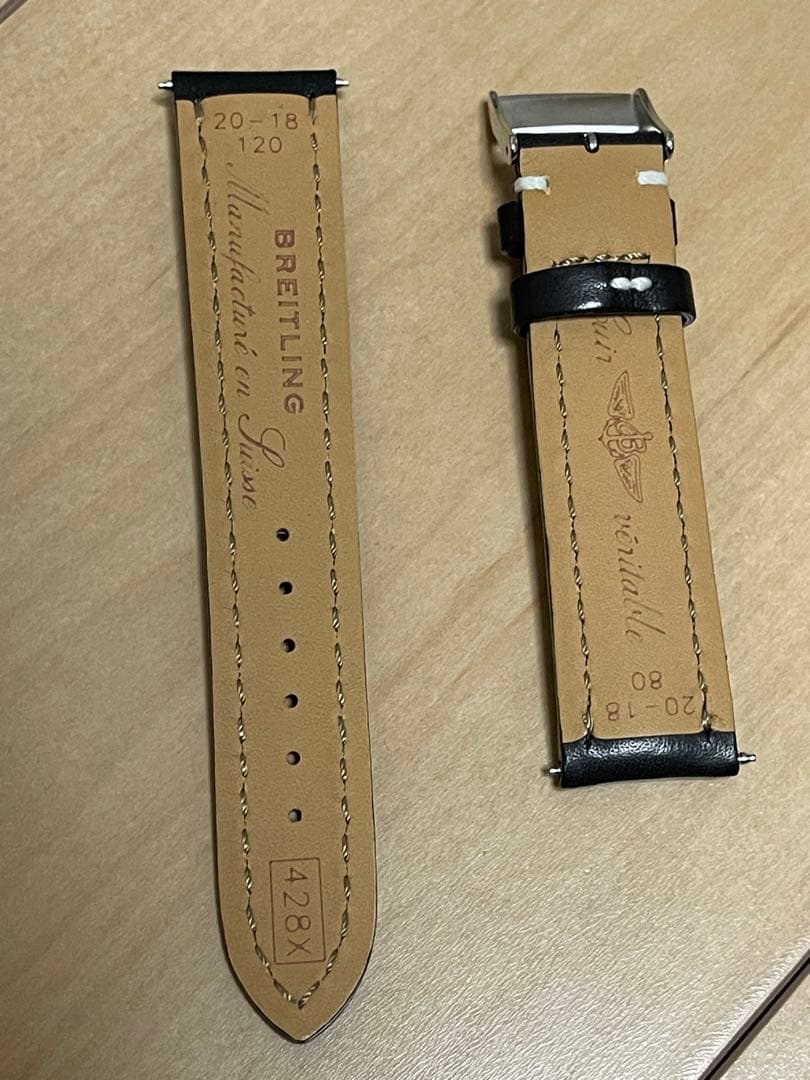 20-18
120
BREITLING
Manufacturé en Suisse
428X
Cuir
B
véritable
20-18
80